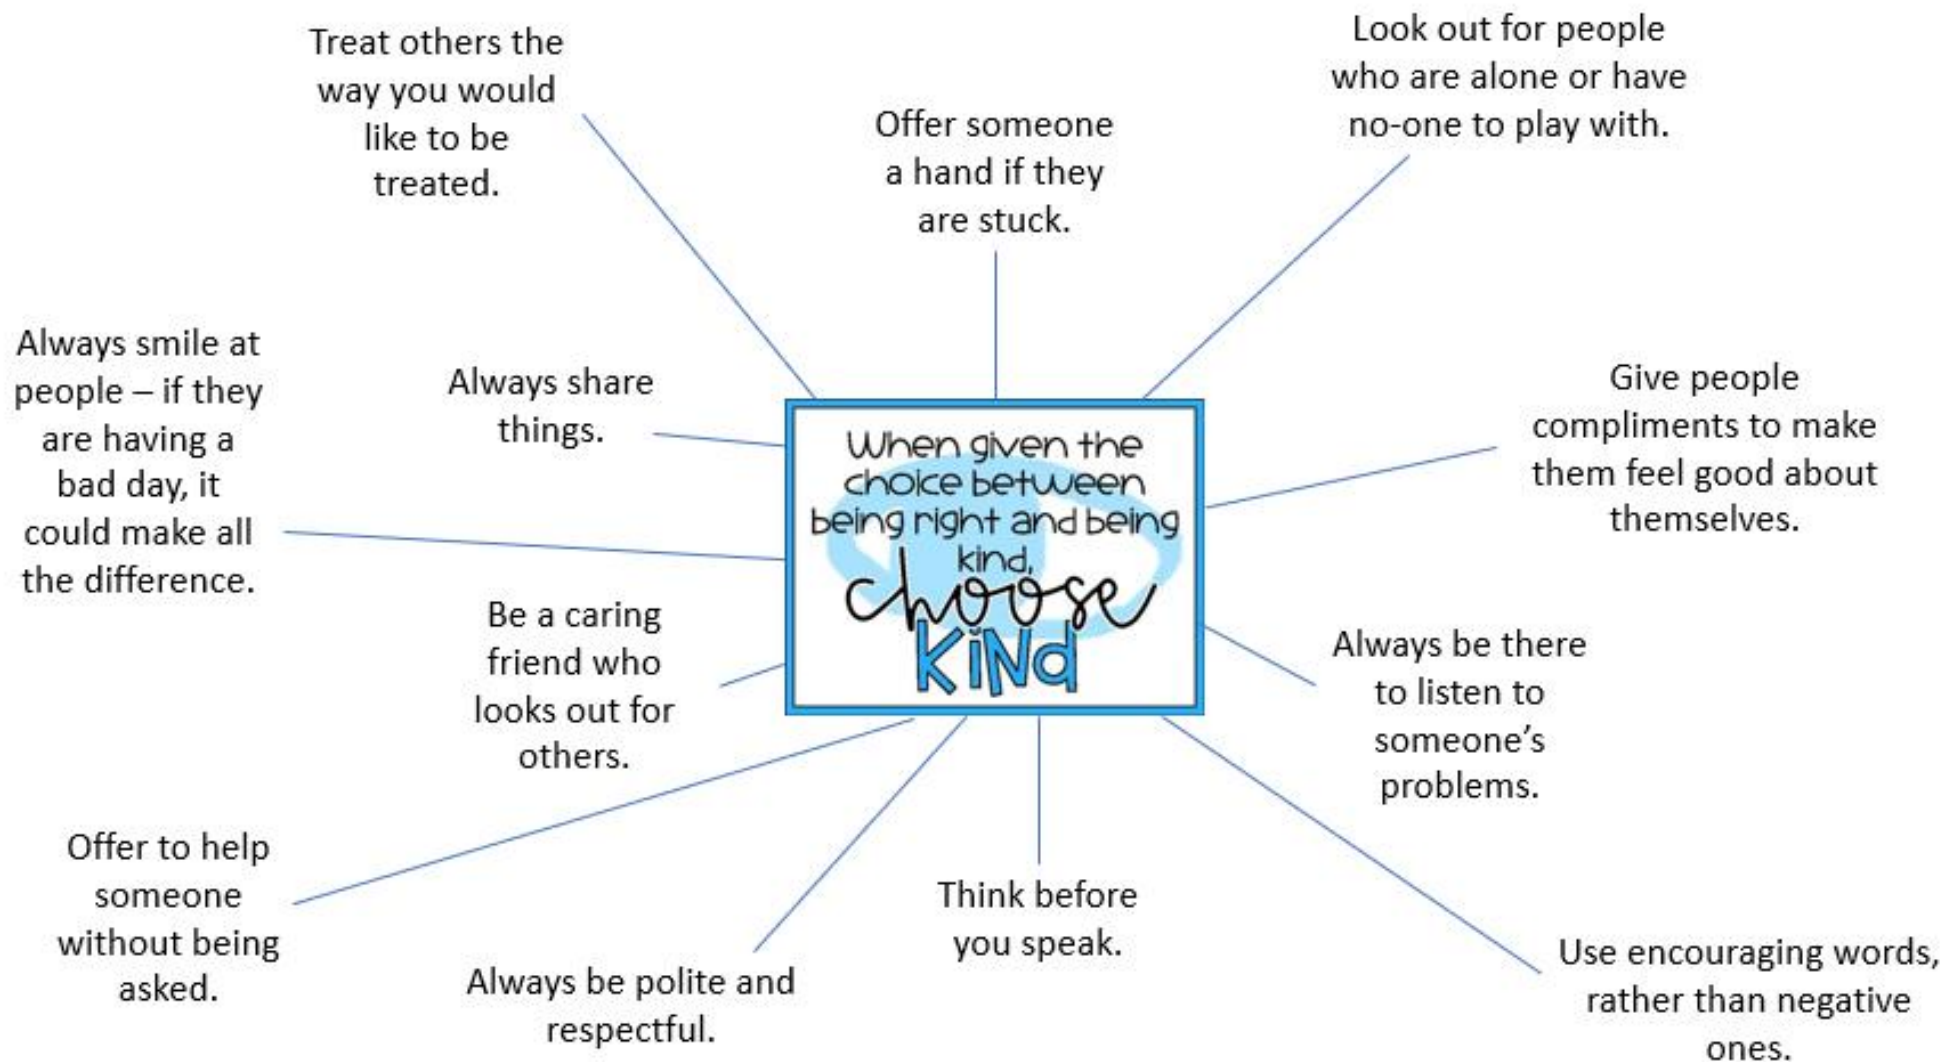 Treat others the
way you would
like to be
treated.
Offer someone
a hand if they
are stuck.
Look out for people
who are alone or have
no-one to play with.
Always smile at
people – if they
are having a
bad day, it
could make all
the difference.
Always share
things.
When given the
choice between
being right and being
kind,
choose
KiNd
Give people
compliments to make
them feel good about
themselves.
Be a caring
friend who
looks out for
others.
Always be there
to listen to
someone’s
problems.
Offer to help
someone
without being
asked.
Always be polite and
respectful.
Think before
you speak.
Use encouraging words,
rather than negative
ones.